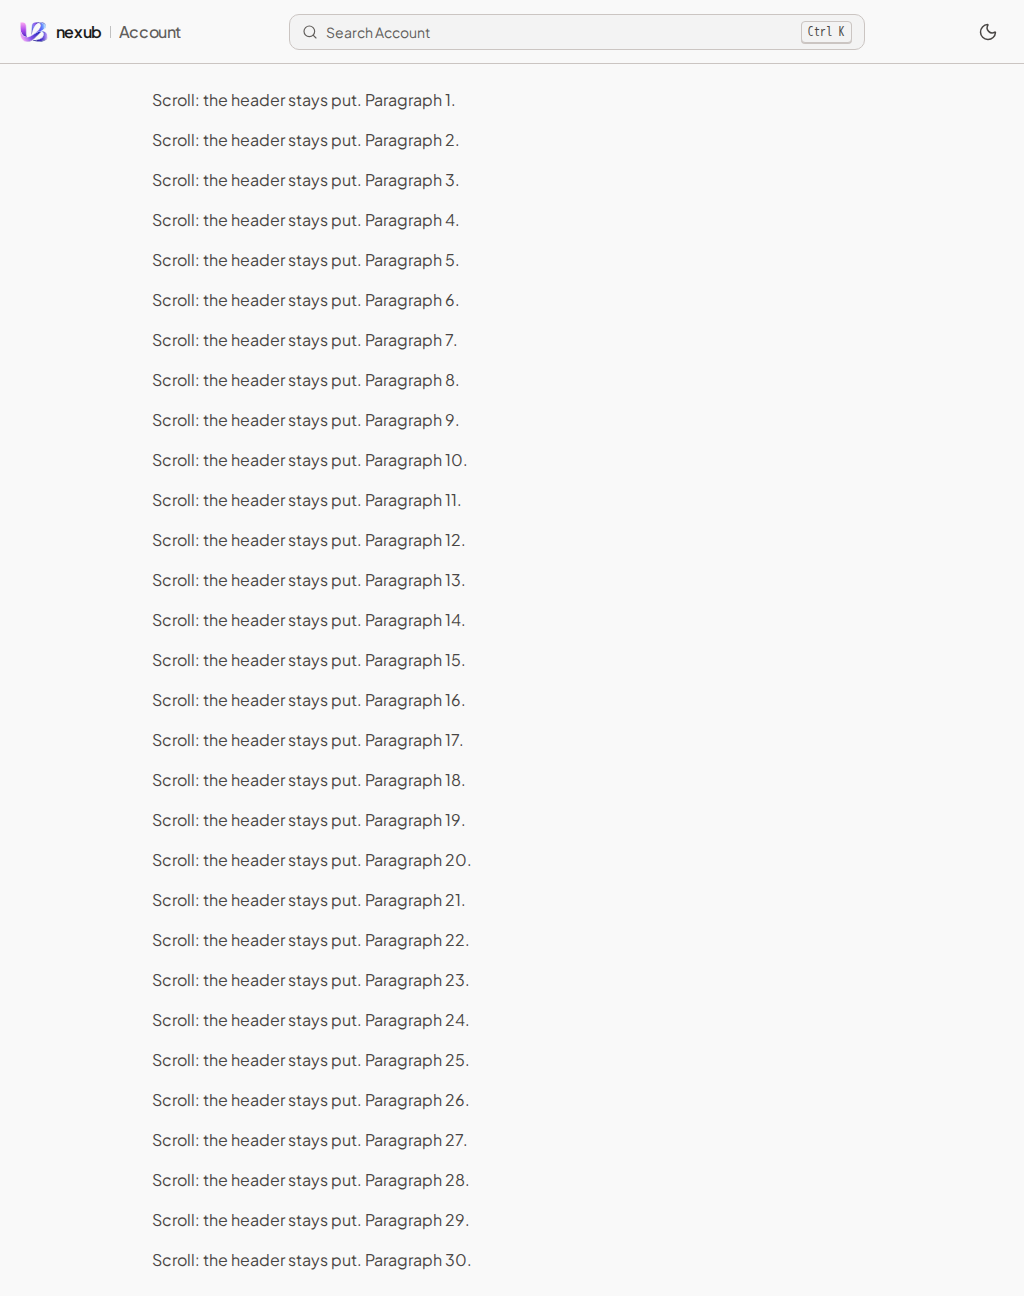 nexub | Account
Search Account
Ctrl K
Scroll: the header stays put. Paragraph 1.
Scroll: the header stays put. Paragraph 2.
Scroll: the header stays put. Paragraph 3.
Scroll: the header stays put. Paragraph 4.
Scroll: the header stays put. Paragraph 5.
Scroll: the header stays put. Paragraph 6.
Scroll: the header stays put. Paragraph 7.
Scroll: the header stays put. Paragraph 8.
Scroll: the header stays put. Paragraph 9.
Scroll: the header stays put. Paragraph 10.
Scroll: the header stays put. Paragraph 11.
Scroll: the header stays put. Paragraph 12.
Scroll: the header stays put. Paragraph 13.
Scroll: the header stays put. Paragraph 14.
Scroll: the header stays put. Paragraph 15.
Scroll: the header stays put. Paragraph 16.
Scroll: the header stays put. Paragraph 17.
Scroll: the header stays put. Paragraph 18.
Scroll: the header stays put. Paragraph 19.
Scroll: the header stays put. Paragraph 20.
Scroll: the header stays put. Paragraph 21.
Scroll: the header stays put. Paragraph 22.
Scroll: the header stays put. Paragraph 23.
Scroll: the header stays put. Paragraph 24.
Scroll: the header stays put. Paragraph 25.
Scroll: the header stays put. Paragraph 26.
Scroll: the header stays put. Paragraph 27.
Scroll: the header stays put. Paragraph 28.
Scroll: the header stays put. Paragraph 29.
Scroll: the header stays put. Paragraph 30.